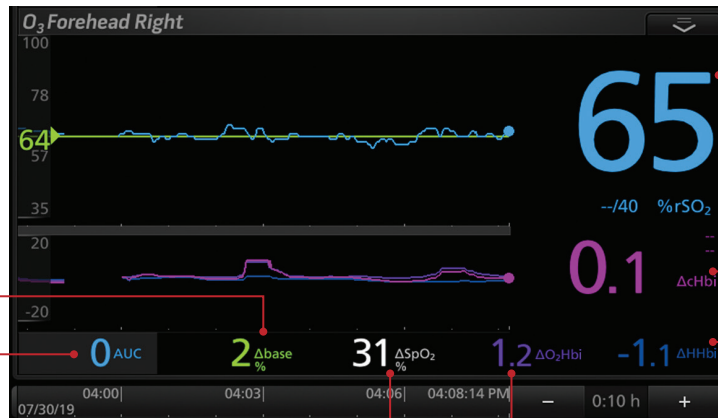 O₃ Forehead Right
100
78
64
57
35
65
--/40 %rSO₂
20
-20
--
--
0.1 ΔcHbi
0 AUC
2 Δbase %
31 ΔSpO₂ %
1.2 ΔO₂Hbi
-1.1 ΔHHbi
04:00
04:03
04:06
04:08:14 PM
07/30/19
−
0:10 h
+